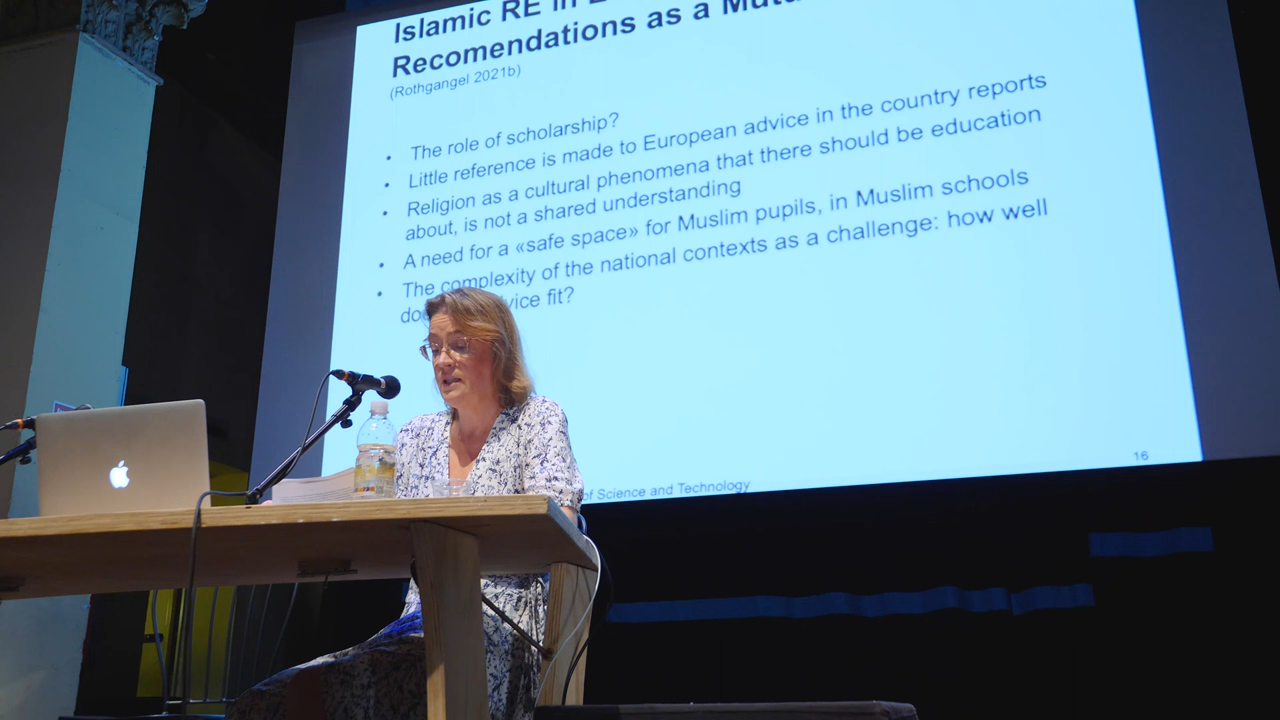 Islamic RE in
Recomendations as a
(Rothgangel 2021b)
• The role of scholarship?
• Little reference is made to European advice in the country reports
• Religion as a cultural phenomena that there should be education
about, is not a shared understanding
• A need for a «safe space» for Muslim pupils, in Muslim schools
• The complexity of the national contexts as a challenge: how well
fit?
of Science and Technology
16